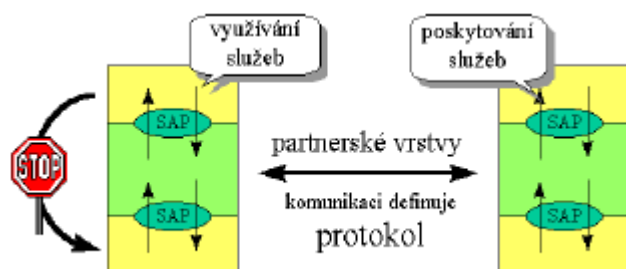 využívání
služeb
poskytování
služeb
SAP
SAP
STOP
partnerské vrstvy
komunikaci definuje
protokol
SAP
SAP